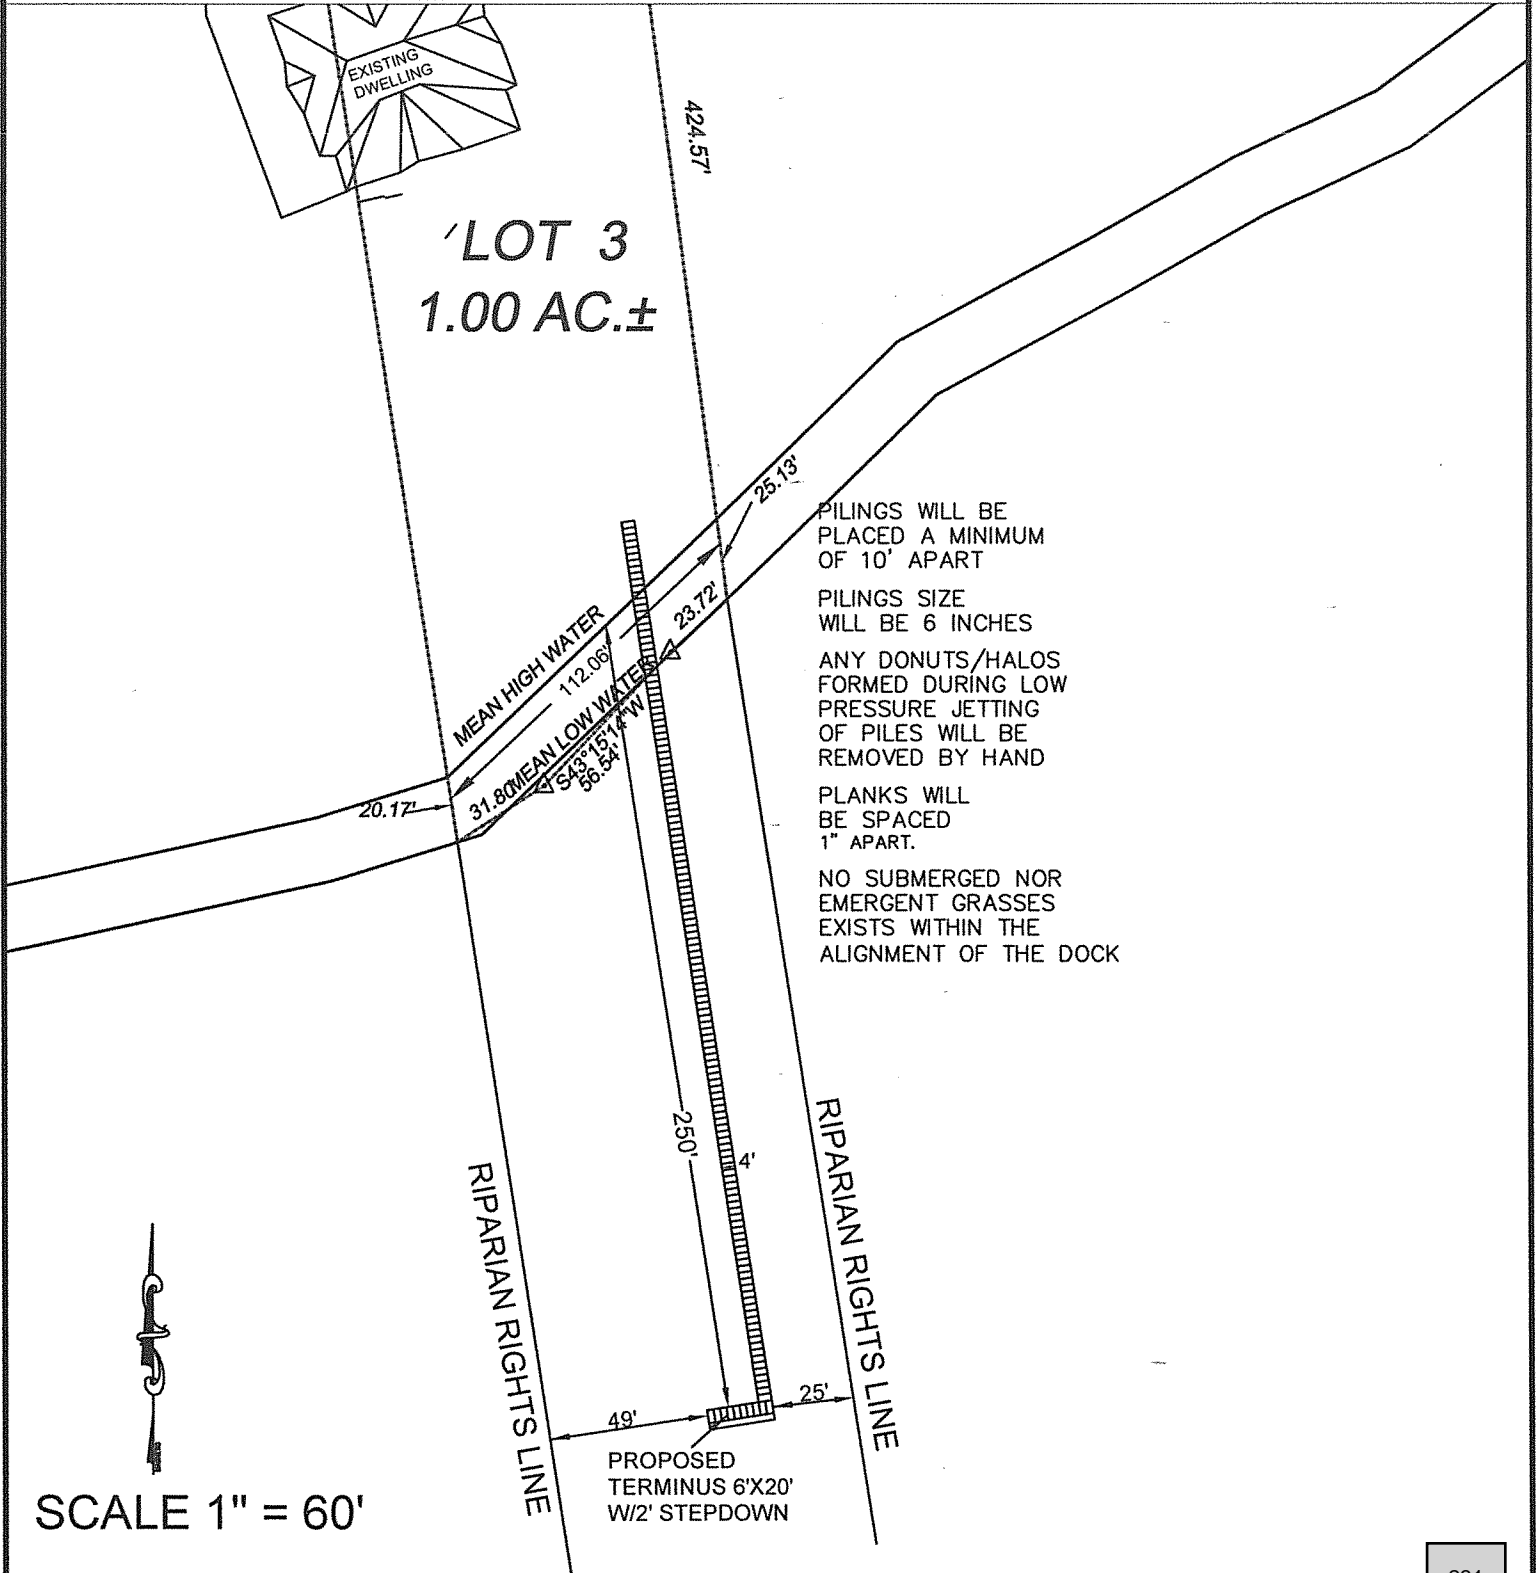 EXISTING
DWELLING
424.57'
LOT 3
1.00 AC.±
25.13'
PILINGS WILL BE
PLACED A MINIMUM
OF 10' APART
PILINGS SIZE
WILL BE 6 INCHES
ANY DONUTS/HALOS
FORMED DURING LOW
PRESSURE JETTING
OF PILES WILL BE
REMOVED BY HAND
PLANKS WILL
BE SPACED
1" APART.
NO SUBMERGED NOR
EMERGENT GRASSES
EXISTS WITHIN THE
ALIGNMENT OF THE DOCK
23.72'
MEAN HIGH WATER
112.06'
MEAN LOW WATER
S43°15'14"W
56.54'
31.80'
20.17'
250'
4'
RIPARIAN RIGHTS LINE
RIPARIAN RIGHTS LINE
49'
25'
PROPOSED
TERMINUS 6'X20'
W/2' STEPDOWN
SCALE 1" = 60'